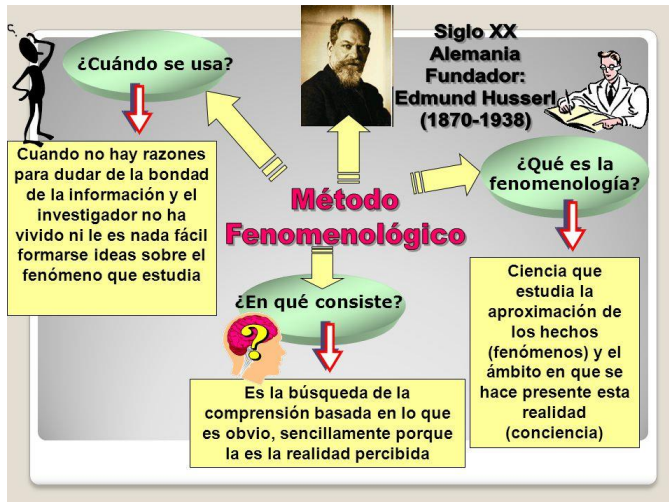 Siglo XX
Alemania
Fundador:
Edmund Husserl
(1870-1938)
¿Cuándo se usa?
Cuando no hay razones
para dudar de la bondad
de la información y el
investigador no ha
vivido ni le es nada fácil
formarse ideas sobre el
fenómeno que estudia
¿Qué es la
fenomenología?
Ciencia que
estudia la
aproximación de
los hechos
(fenómenos) y el
ámbito en que se
hace presente esta
realidad
(conciencia)
Método
Fenomenológico
¿En qué consiste?
?
Es la búsqueda de la
comprensión basada en lo que
es obvio, sencillamente porque
la es la realidad percibida